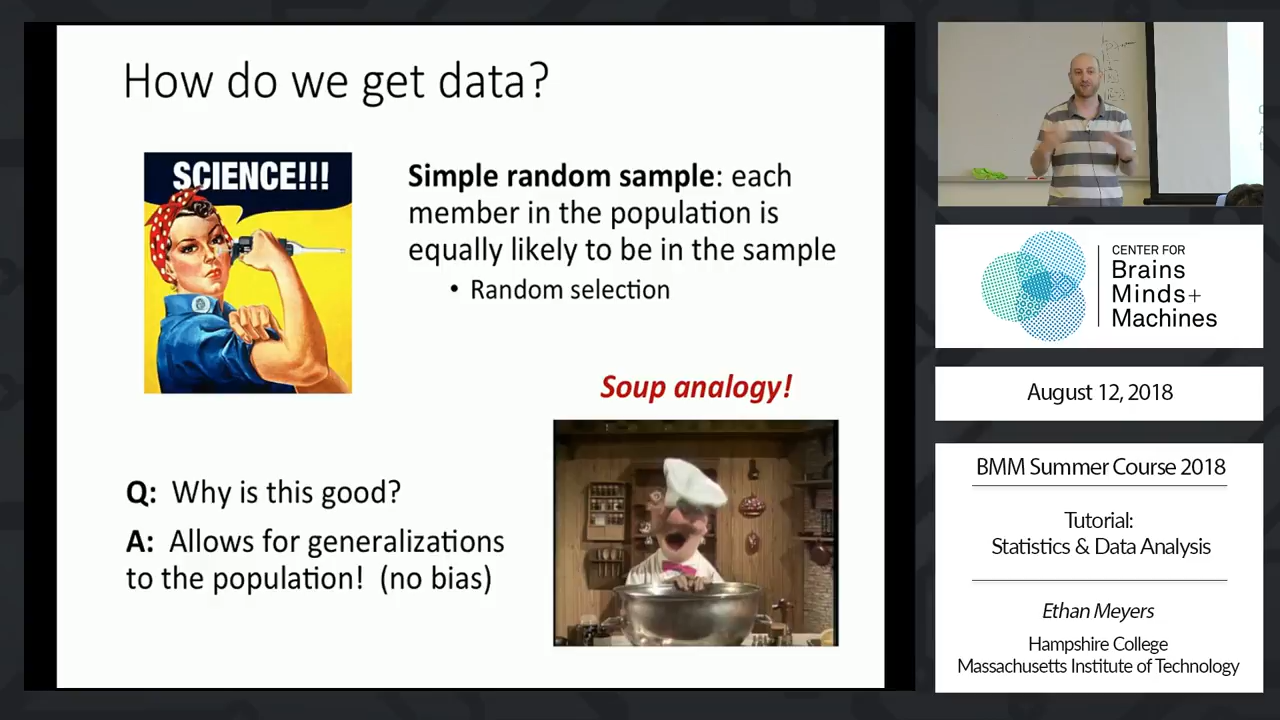 How do we get data?
SCIENCE!!!
Simple random sample: each
member in the population is
equally likely to be in the sample
• Random selection
Soup analogy!
Q: Why is this good?
A: Allows for generalizations
to the population! (no bias)
CENTER FOR
Brains
Minds+
Machines
August 12, 2018
BMM Summer Course 2018
Tutorial:
Statistics & Data Analysis
Ethan Meyers
Hampshire College
Massachusetts Institute of Technology